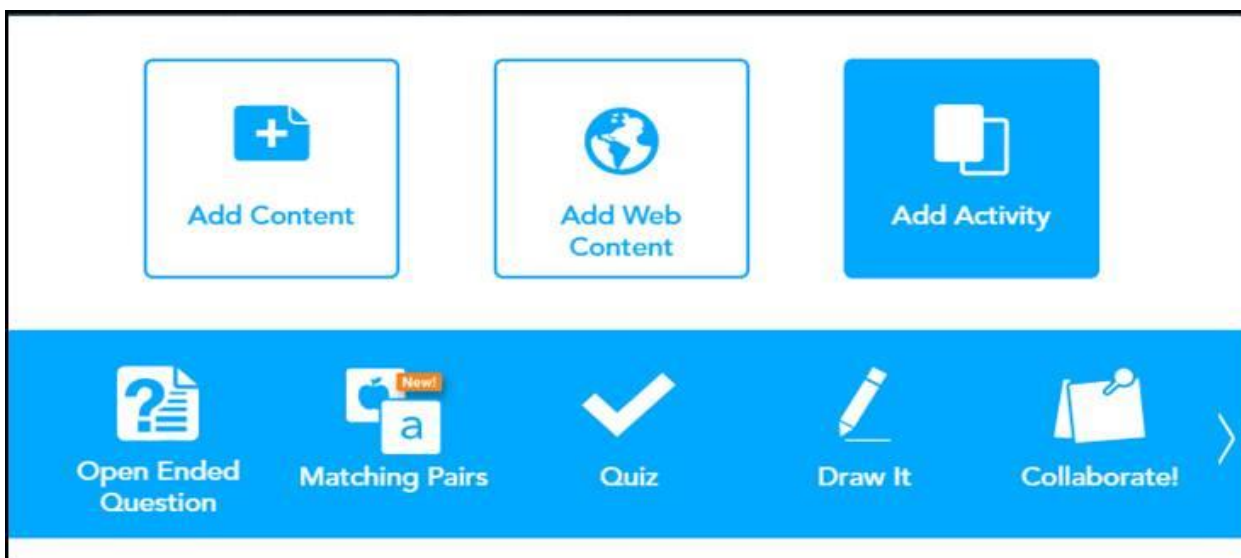 Add Content
Add Web
Content
Add Activity
New!
a
Open Ended
Question
Matching Pairs
Quiz
Draw It
Collaborate!